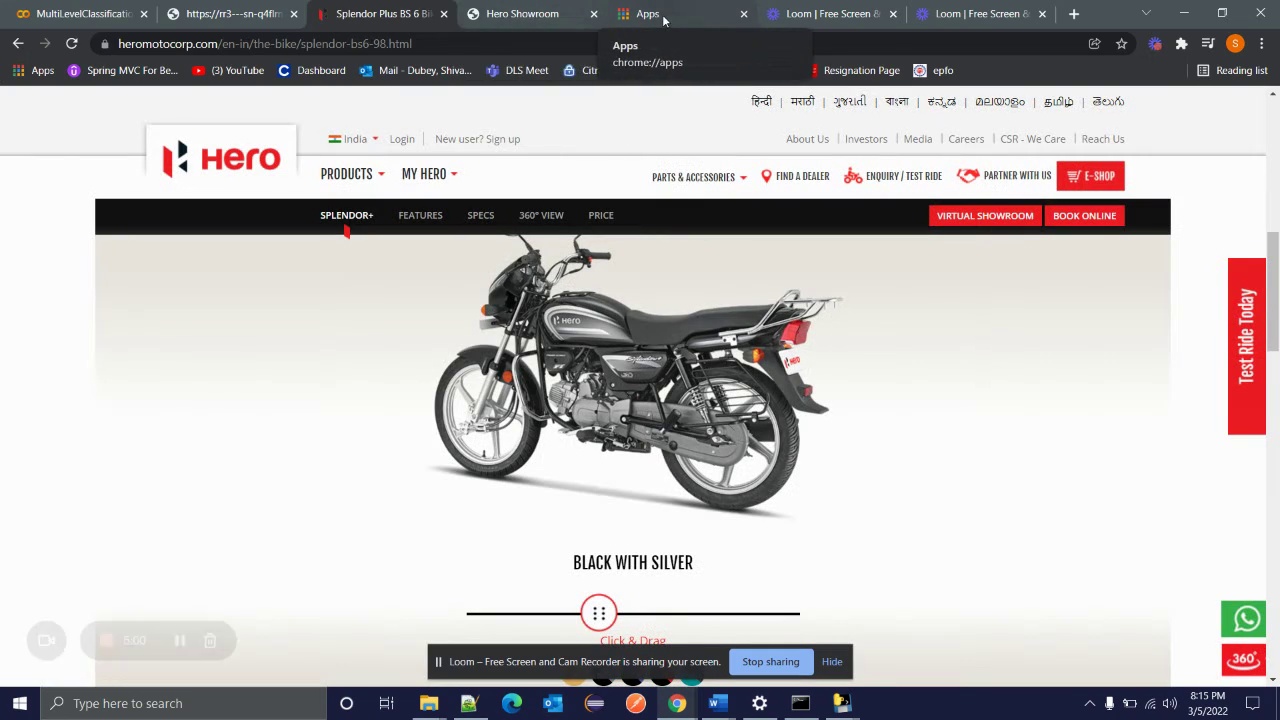 MultiLevelClassificatio
https://r3---sn-ci5gup
Splendor Plus BS 6 Bi
Hero Showroom
Apps
Loom | Free Screen &
Loom | Free Screen &
heromotocorp.com/en-in/the-bike/splendor-bs6-98.html
Apps
chrome://apps
Apps
Spring MVC For Be...
(3) YouTube
Dashboard
Mail - Dubey, Shiva...
DLS Meet
Resignation Page
epfo
Reading list
हिन्दी | मराठी | ગુજરાતી | বাংলা | ಕನ್ನಡ | മലയാളം | தமிழ் | తెలుగు
India
Login
New user? Sign up
About Us | Investors | Media | Careers | CSR - We Care | Reach Us
Hero
PRODUCTS
MY HERO
PARTS & ACCESSORIES
FIND A DEALER
ENQUIRY / TEST RIDE
PARTNER WITH US
E-SHOP
SPLENDOR+
FEATURES
SPECS
360° VIEW
PRICE
VIRTUAL SHOWROOM
BOOK ONLINE
Hero
Hero
Test Ride Today
BLACK WITH SILVER
Click & Drag
5:00
Loom – Free Screen and Cam Recorder is sharing your screen.
Stop sharing
Hide
360°
Type here to search
8:15 PM
3/5/2022